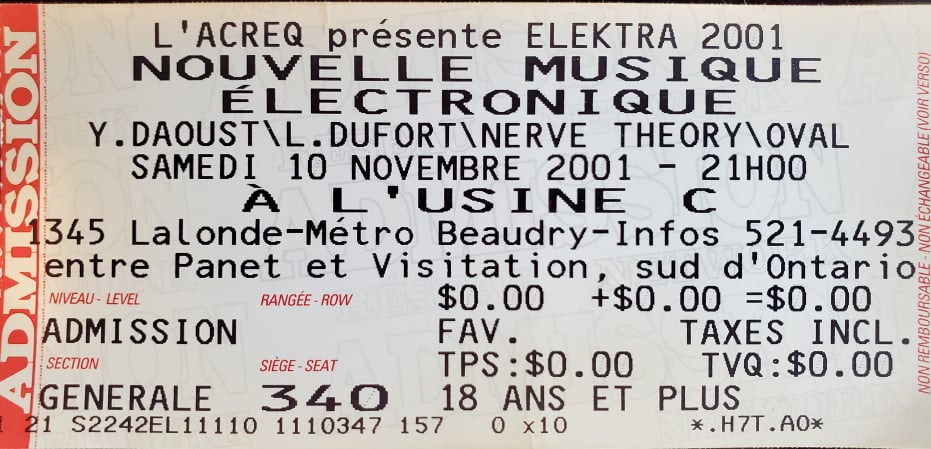 L'ACREQ présente ELEKTRA 2001
NOUVELLE MUSIQUE
ÉLECTRONIQUE
Y.DAOUST\L.DUFORT\NERVE THEORY\OVAL
SAMEDI 10 NOVEMBRE 2001 - 21H00
À L'USINE C
1345 Lalonde-Métro Beaudry-Infos 521-4493
entre Panet et Visitation, sud d'Ontario
NIVEAU - LEVEL RANGÉE - ROW $0.00 +$0.00 =$0.00
ADMISSION FAV. TAXES INCL.
SECTION SIÈGE - SEAT TPS:$0.00 TVQ:$0.00
GENERALE 340 18 ANS ET PLUS
1 21 S2242EL11110 1110347 157 0 x10 *.H7T.A0*
ADMISSION
NON REMBOURSABLE - NON ÉCHANGEABLE (VOIR VERSO)